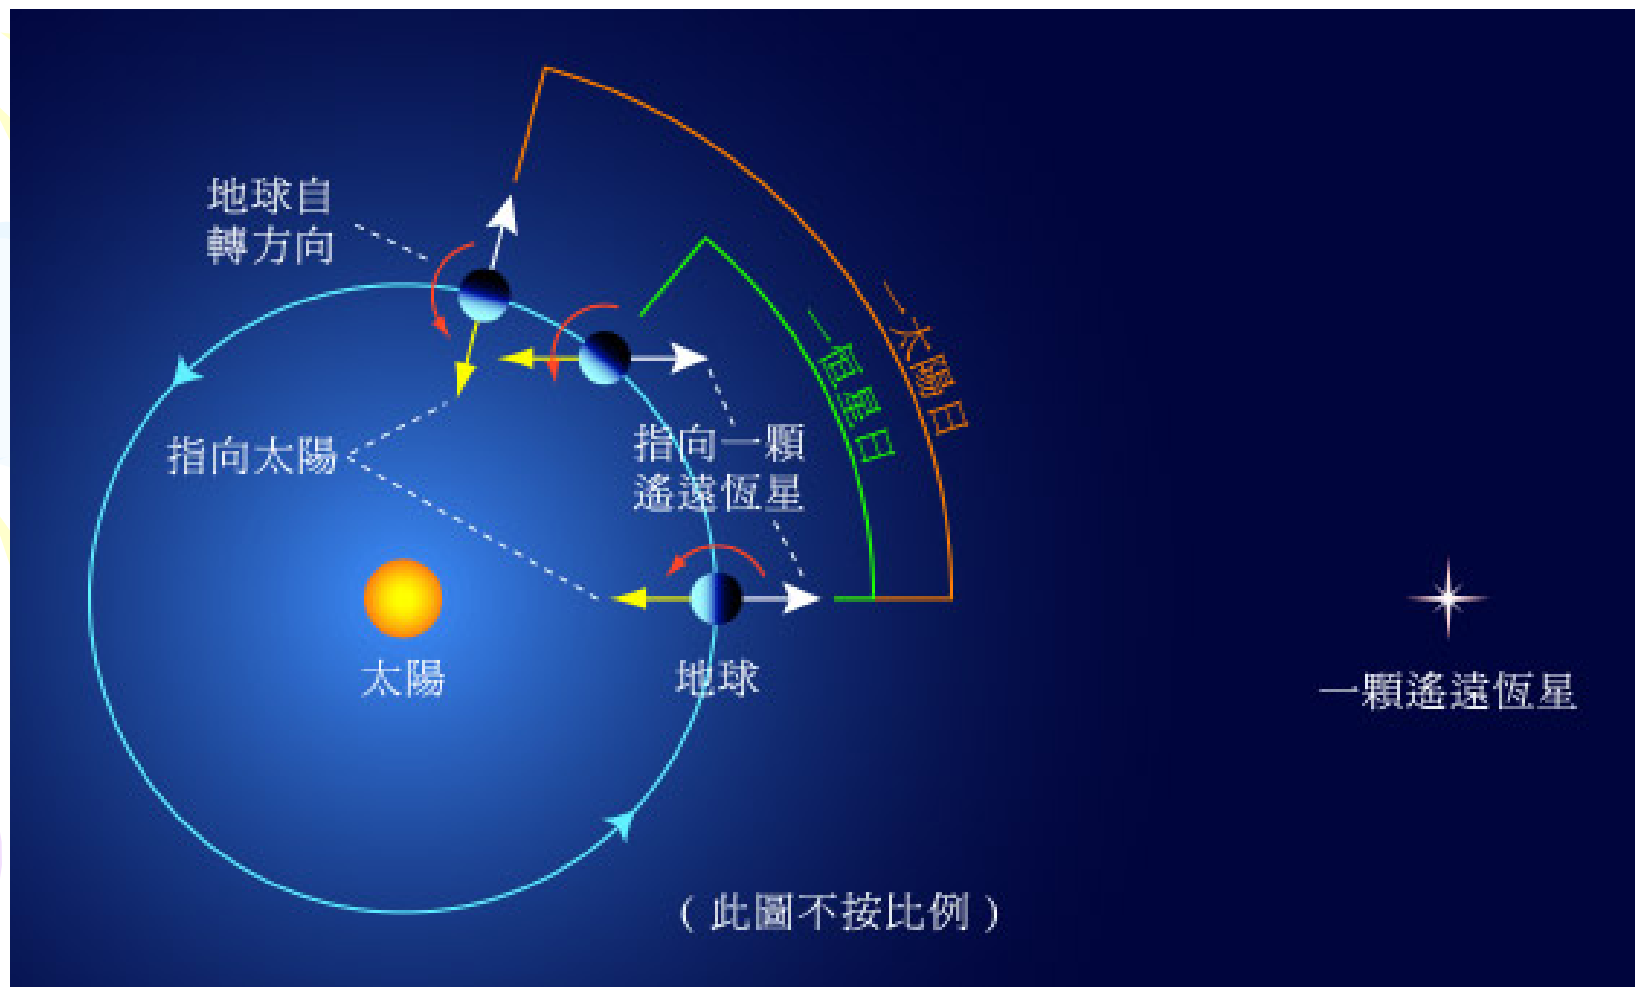 地球自
轉方向
一太陽日
一恒星日
指向太陽
指向一顆
遙遠恆星
太陽
地球
一顆遙遠恆星
（此圖不按比例）